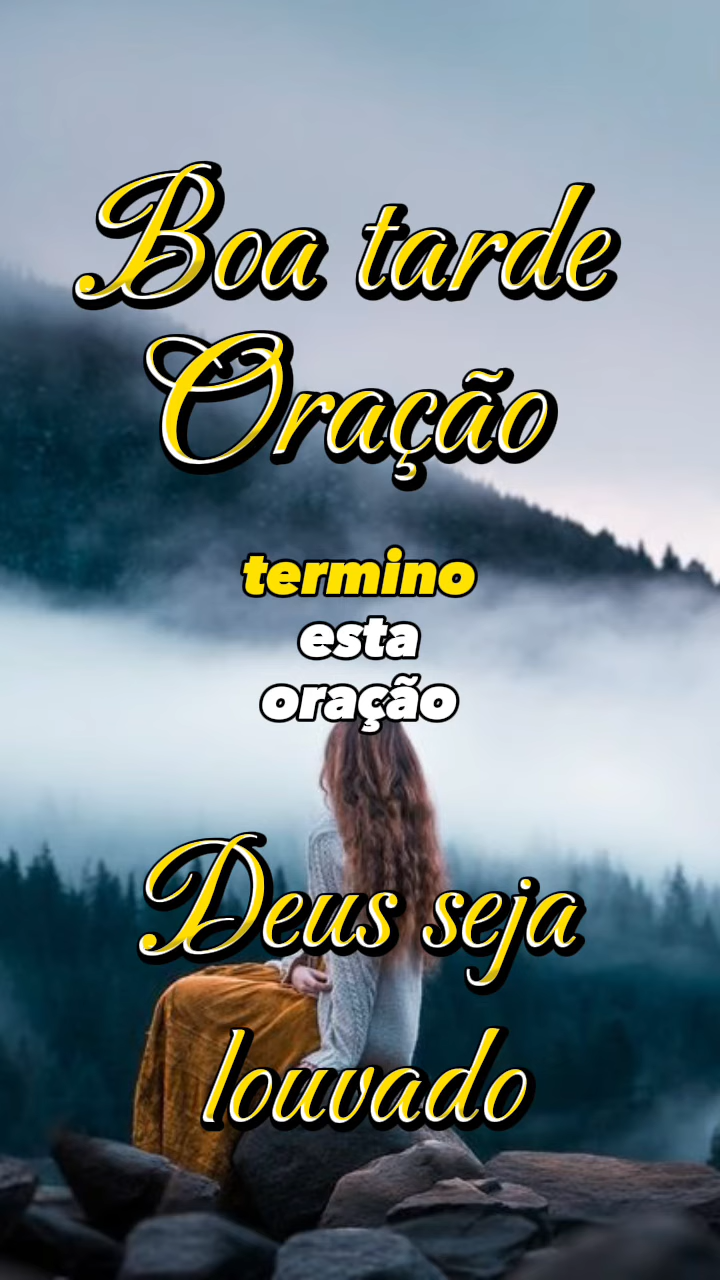 Boa tarde
Oração
termino
esta
oração
Deus seja
louvado